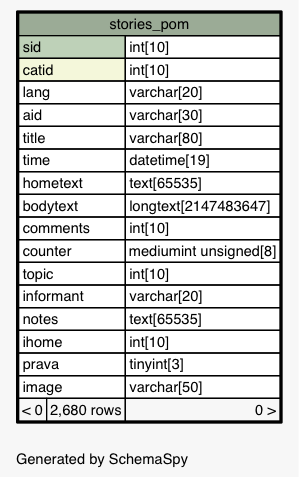 stories_pom
sid int[10]
catid int[10]
lang varchar[20]
aid varchar[30]
title varchar[80]
time datetime[19]
hometext text[65535]
bodytext longtext[2147483647]
comments int[10]
counter mediumint unsigned[8]
topic int[10]
informant varchar[20]
notes text[65535]
ihome int[10]
prava tinyint[3]
image varchar[50]
< 0 2,680 rows 0 >
Generated by SchemaSpy